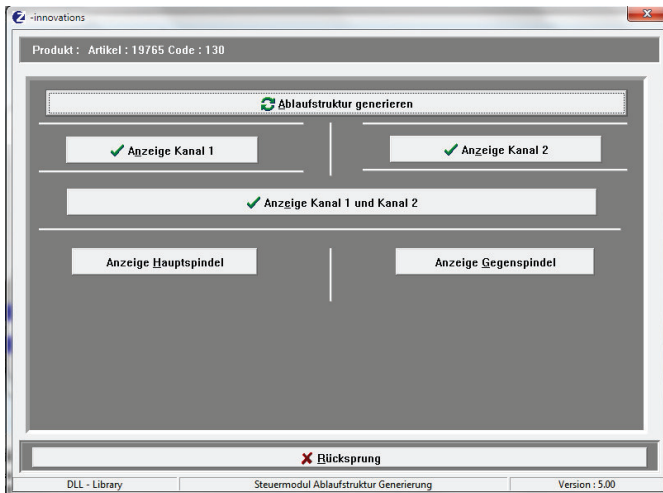 Z -innovations
Produkt : Artikel : 19765 Code : 130
Ablaufstruktur generieren
Anzeige Kanal 1
Anzeige Kanal 2
Anzeige Kanal 1 und Kanal 2
Anzeige Hauptspindel
Anzeige Gegenspindel
Rücksprung
DLL - Library
Steuermodul Ablaufstruktur Generierung
Version : 5.00